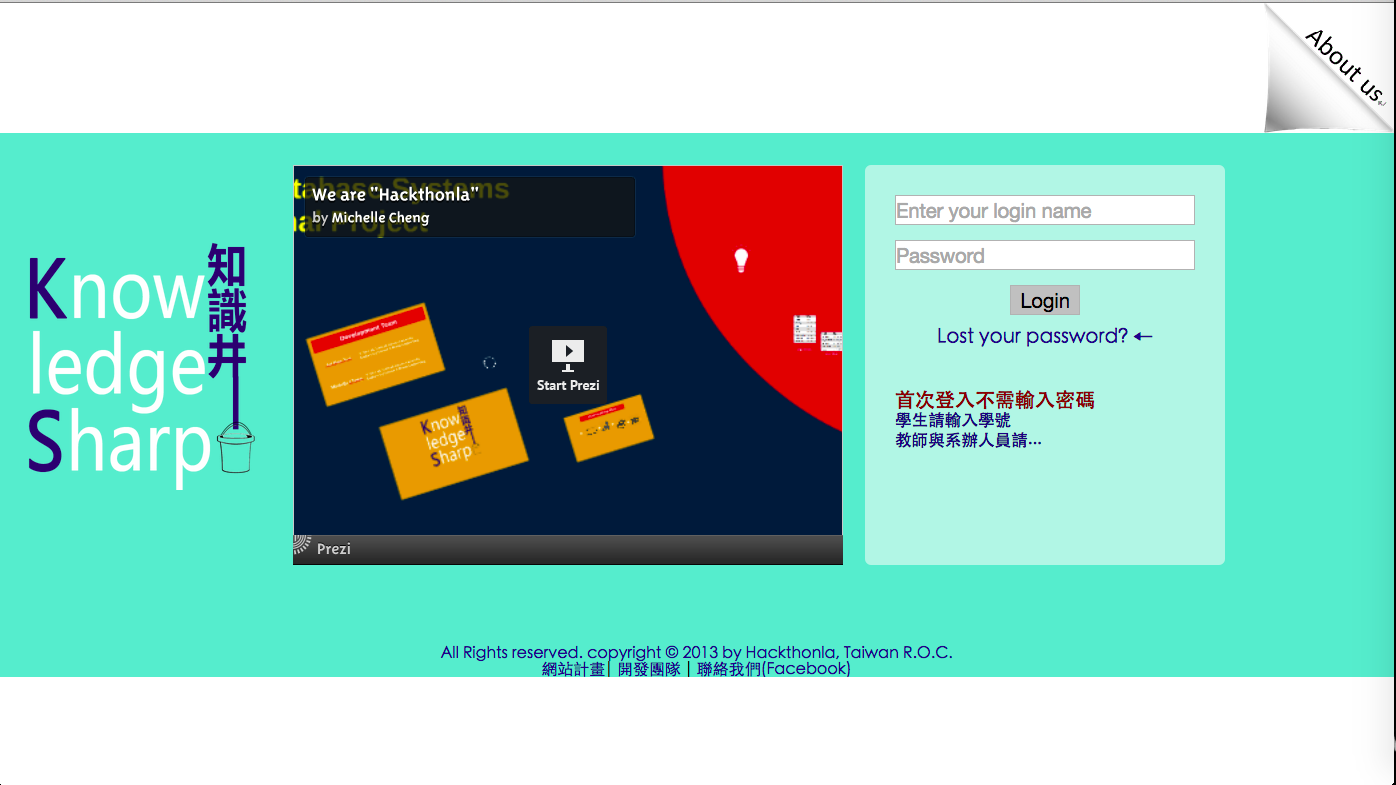 About us
Know
ledge
Sharp
知識井
tabase Systems
nal Project
We are "Hackthonla"
by Michelle Cheng
Development Team
Know
ledge
Sharp
知識井
Start Prezi
Prezi
Enter your login name
Password
Login
Lost your password? ←
首次登入不需輸入密碼
學生請輸入學號
教師與系辦人員請...
All Rights reserved. copyright © 2013 by Hackthonla, Taiwan R.O.C.
網站計畫| 開發團隊 | 聯絡我們(Facebook)